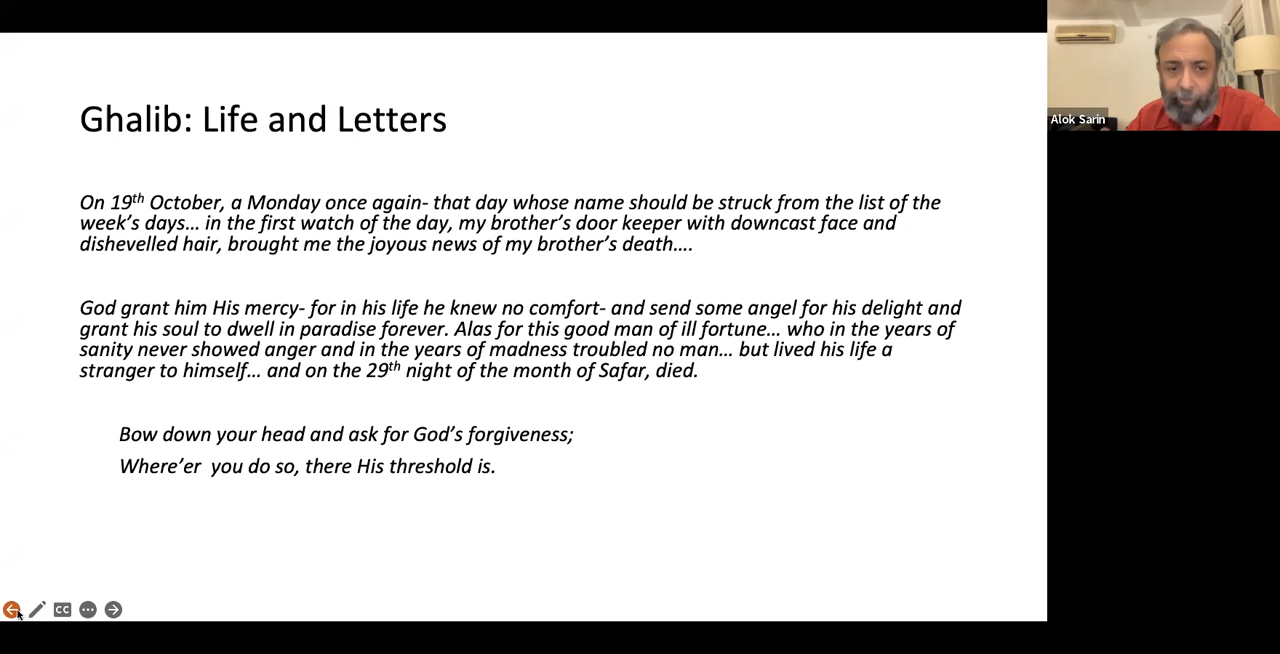 Ghalib: Life and Letters
On 19th October, a Monday once again- that day whose name should be struck from the list of the
week's days… in the first watch of the day, my brother's door keeper with downcast face and
dishevelled hair, brought me the joyous news of my brother's death….
God grant him His mercy- for in his life he knew no comfort- and send some angel for his delight and
grant his soul to dwell in paradise forever. Alas for this good man of ill fortune… who in the years of
sanity never showed anger and in the years of madness troubled no man… but lived his life a
stranger to himself… and on the 29th night of the month of Safar, died.
Bow down your head and ask for God's forgiveness;
Where'er  you do so, there His threshold is.
CC
Alok Sarin